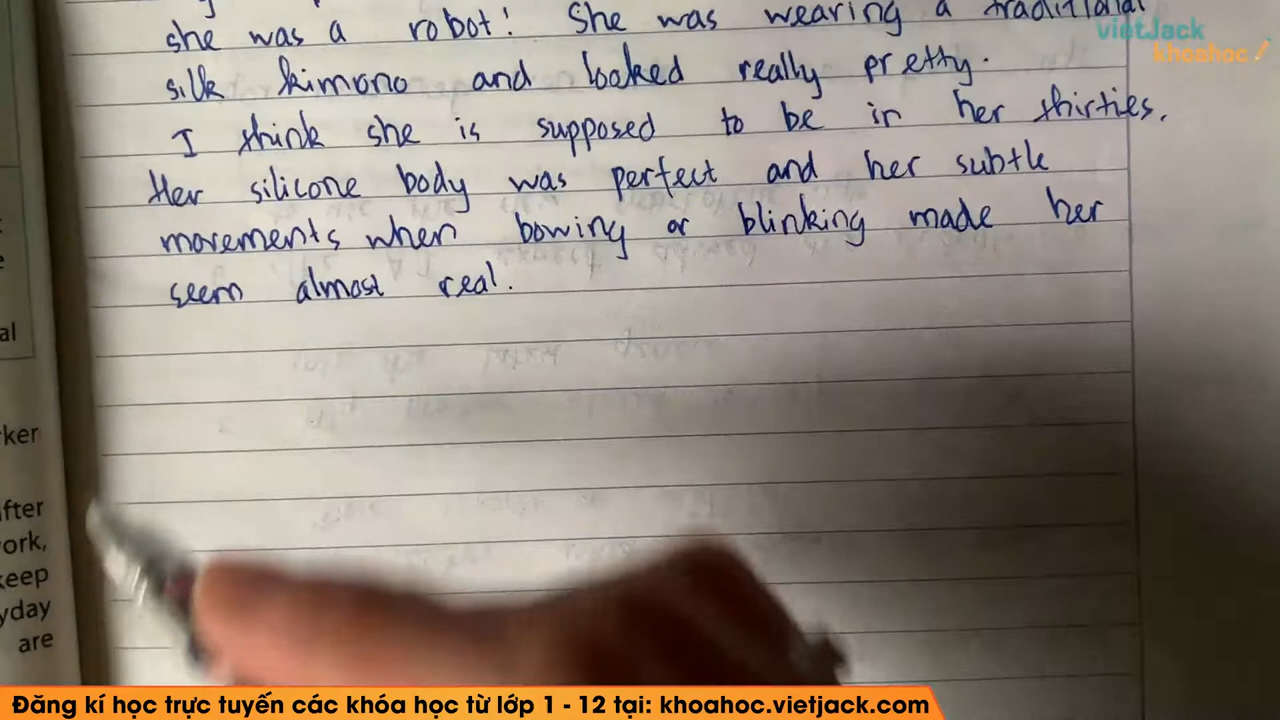 she was a robot! She was wearing a traditional
silk kimono and looked really pretty.
I think she is supposed to be in her thirties.
Her silicone body was perfect and her subtle
movements when bowing or blinking made her
seem almost real.
vietJack
khoahoc!
al
rker
after
ork,
keep
yday
are
Đăng kí học trực tuyến các khóa học từ lớp 1 - 12 tại: khoahoc.vietjack.com